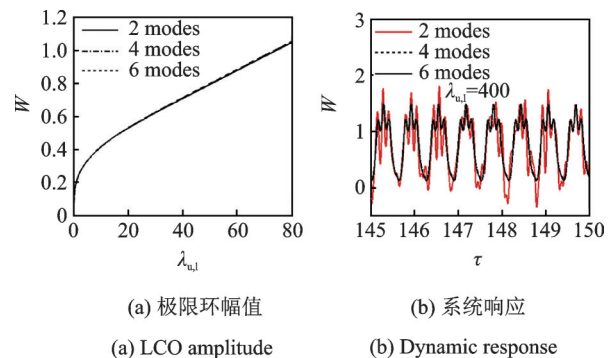 1.2
1.0
0.8
0.6
0.4
0.2
0
W
2 modes
4 modes
6 modes
0
20
40
60
80
λu,l
3
2
1
0
W
2 modes
4 modes
6 modes
λu,l=400
145
146
147
148
149
150
τ
(a) 极限环幅值
(b) 系统响应
(a) LCO amplitude
(b) Dynamic response